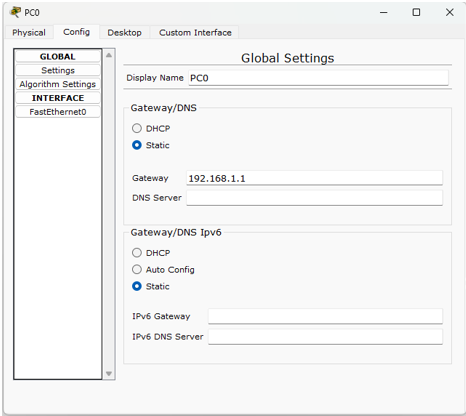 PC0
Physical Config Desktop Custom Interface
GLOBAL
Settings
Algorithm Settings
INTERFACE
FastEthernet0
Global Settings
Display Name PC0
Gateway/DNS
DHCP
Static
Gateway 192.168.1.1
DNS Server
Gateway/DNS Ipv6
DHCP
Auto Config
Static
IPv6 Gateway
IPv6 DNS Server